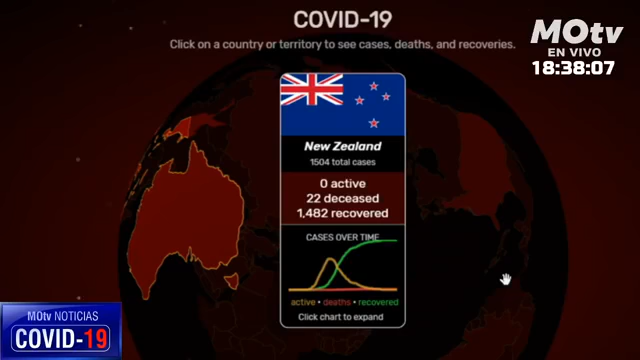 COVID-19
Click on a country or territory to see cases, deaths, and recoveries.
MOtv
EN VIVO
18:38:07
New Zealand
1504 total cases
0 active
22 deceased
1,482 recovered
CASES OVER TIME
active • deaths • recovered
Click chart to expand
MOtv NOTICIAS
COVID-19